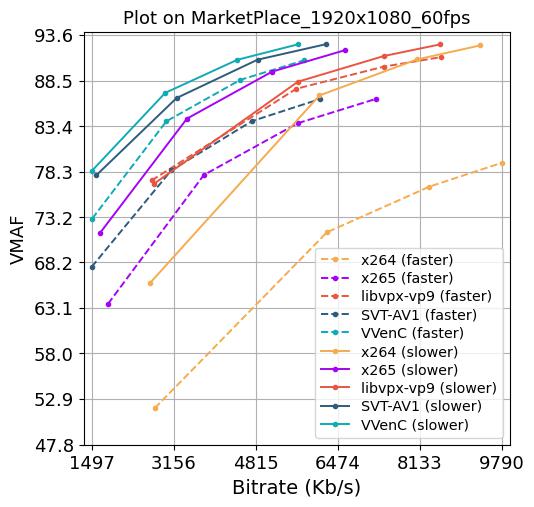 Plot on MarketPlace_1920x1080_60fps
93.6
88.5
83.4
78.3
73.2
68.2
63.1
58.0
52.9
47.8
VMAF
x264 (faster)
x265 (faster)
libvpx-vp9 (faster)
SVT-AV1 (faster)
VVenC (faster)
x264 (slower)
x265 (slower)
libvpx-vp9 (slower)
SVT-AV1 (slower)
VVenC (slower)
1497 3156 4815 6474 8133 9790
Bitrate (Kb/s)